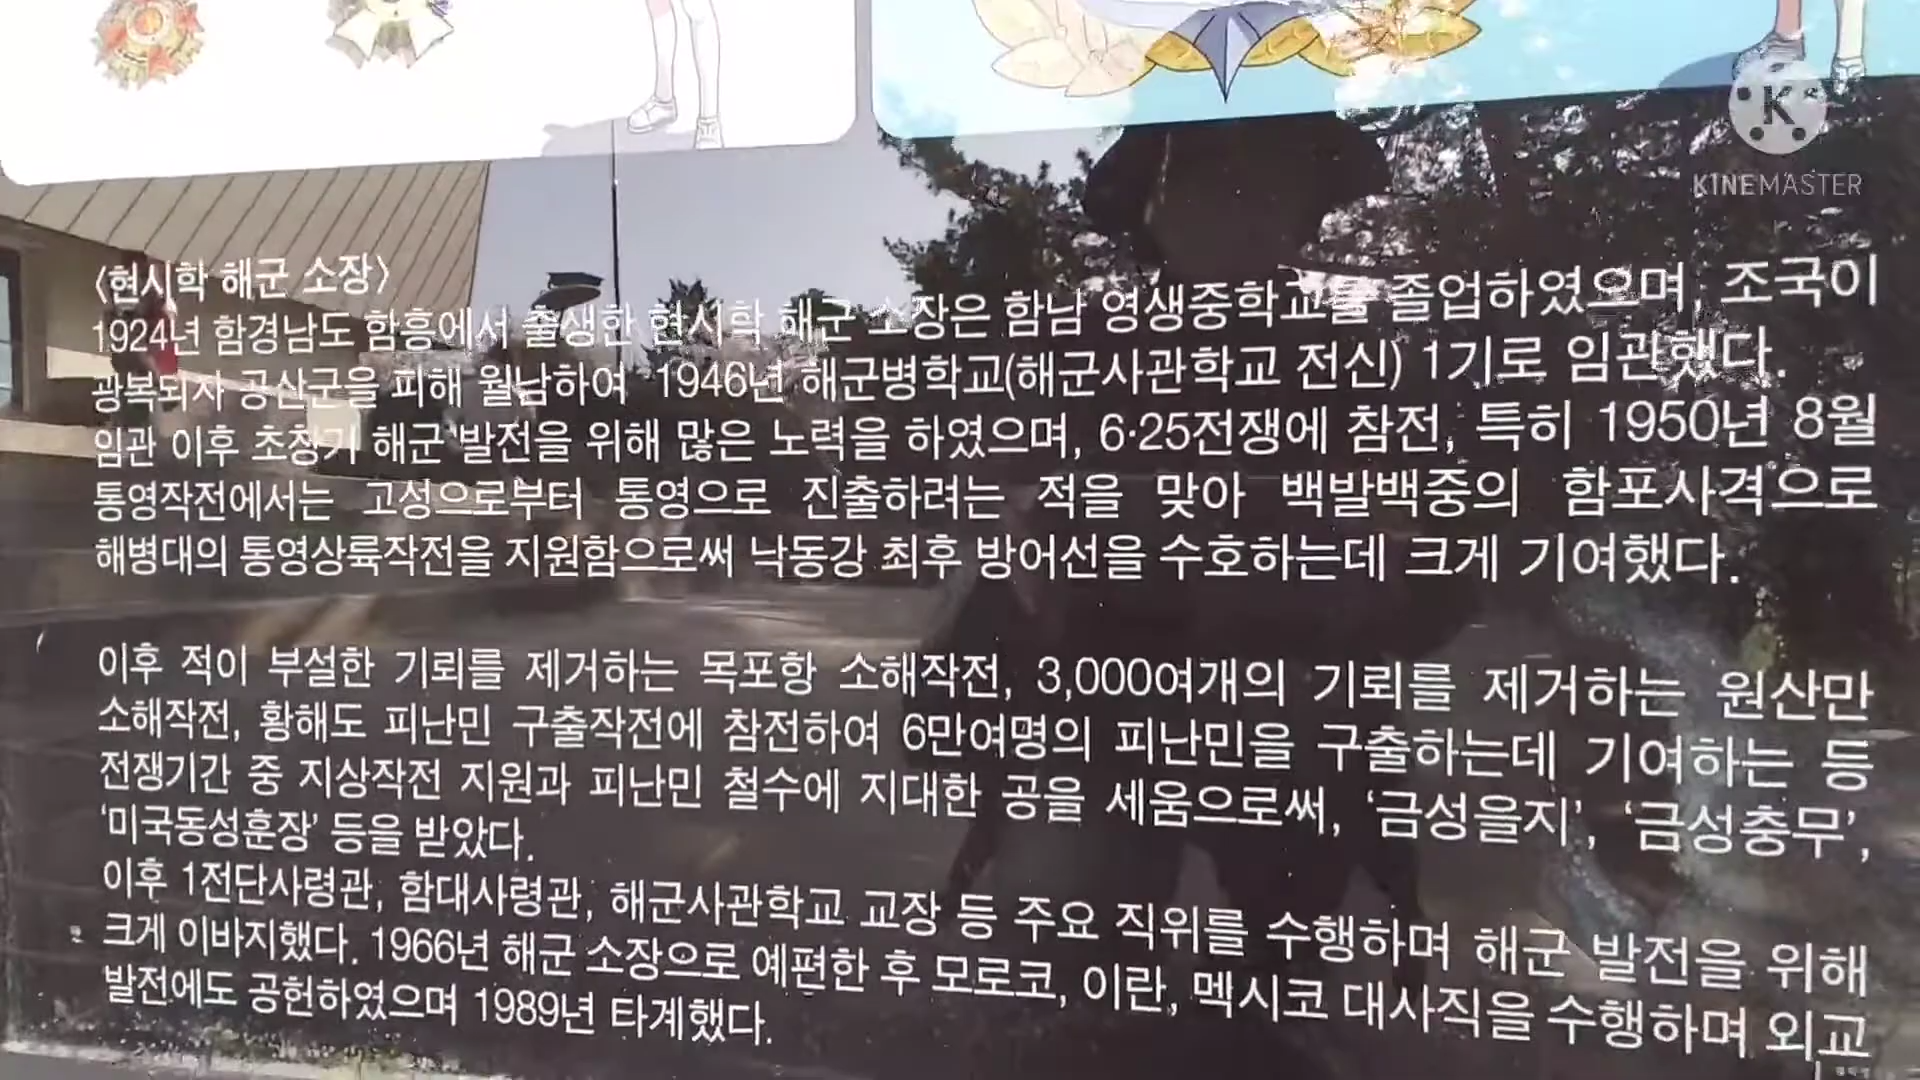 KINEMASTER
<현시학 해군 소장>
1924년 함경남도 함흥에서 출생한 현시학 해군 소장은 함남 영생중학교를 졸업하였으며, 조국이
광복되자 공산군을 피해 월남하여 1946년 해군병학교(해군사관학교 전신) 1기로 임관했다.
임관 이후 초창기 해군 발전을 위해 많은 노력을 하였으며, 6·25전쟁에 참전, 특히 1950년 8월
통영작전에서는 고성으로부터 통영으로 진출하려는 적을 맞아 백발백중의 함포사격으로
해병대의 통영상륙작전을 지원함으로써 낙동강 최후 방어선을 수호하는데 크게 기여했다.
이후 적이 부설한 기뢰를 제거하는 목포항 소해작전, 3,000여개의 기뢰를 제거하는 원산만
소해작전, 황해도 피난민 구출작전에 참전하여 6만여명의 피난민을 구출하는데 기여하는 등
전쟁기간 중 지상작전 지원과 피난민 철수에 지대한 공을 세움으로써, ‘금성을지’, ‘금성충무’,
‘미국동성훈장’ 등을 받았다.
이후 1전단사령관, 함대사령관, 해군사관학교 교장 등 주요 직위를 수행하며 해군 발전을 위해
크게 이바지했다. 1966년 해군 소장으로 예편한 후 모로코, 이란, 멕시코 대사직을 수행하며 외교
발전에도 공헌하였으며 1989년 타계했다.